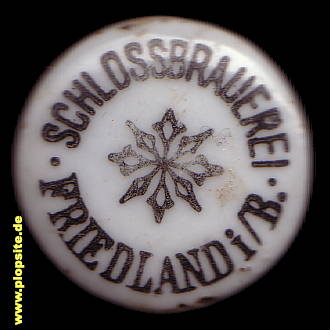 · SCHLOSSBRAUEREI ·
FRIEDLAND i/B.
© www.plopsite.de